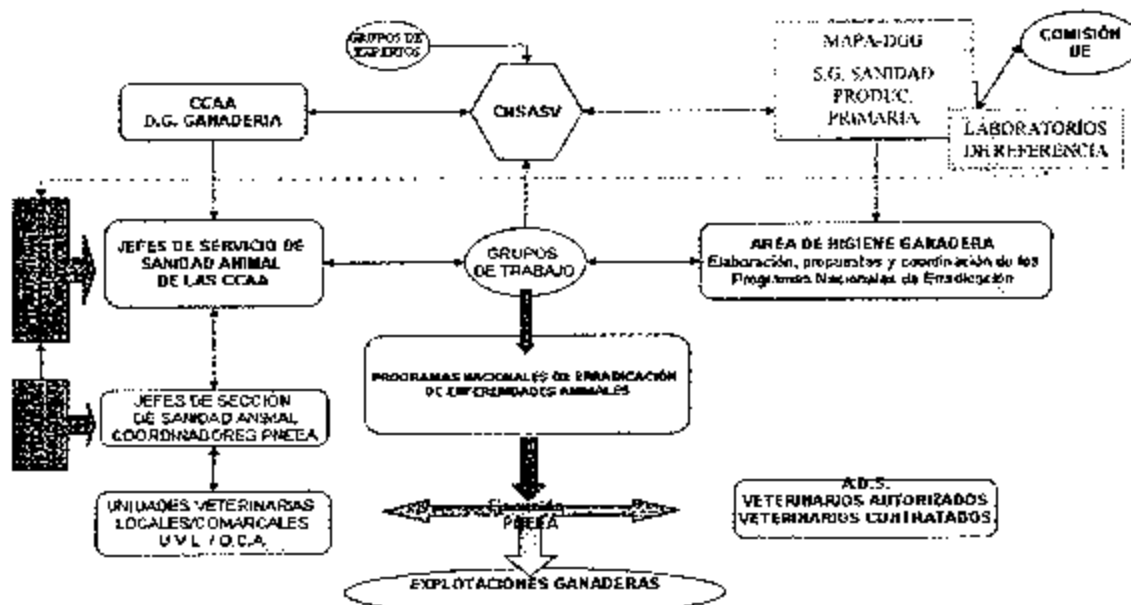 GRUPOS DE
EXPERTOS
CNSASV
MAPA-DGG
S.G. SANIDAD
PRODUC.
PRIMARIA
COMISIÓN
UE
CCAA
D.G. GANADERIA
LABORATORÍOS
DE REFERENCIA
JEFES DE SERVICIO DE
SANIDAD ANIMAL
DE LAS CCAA
GRUPOS
DE TRABAJO
AREA DE HIGIENE GANADERA
Elaboración, propuestas y coordinación de los
Programas Nacionales de Erradicación
PROGRAMAS NACIONALES DE ERRADICACIÓN
DE ENFERMEDADES ANIMALES
JEFES DE SECCIÓN
DE SANIDAD ANIMAL
COORDINADORES PNEEA
UNIDADES VETERINARIAS
LOCALES/COMARCALES
U.V.L. / O.C.A.
Ejecución
PNEEA
A.D.S.
VETERINARIOS AUTORIZADOS
VETERINARIOS CONTRATADOS
EXPLOTACIONES GANADERAS